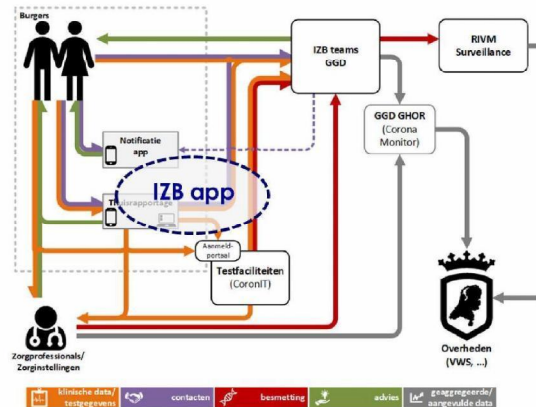 Burgers
IZB teams
GGD
RIVM
Surveillance
GGD GHOR
(Corona
Monitor)
Notificatie
app
Thuisrapportage
IZB app
Aanmeld-
portaal
Testfaciliteiten
(CoronIT)
Zorgprofessionals/
Zorginstellingen
Overheden
(VWS, ...)
klinische data/
testgegevens
contacten
besmetting
advies
geaggregeerde/
aangevulde data